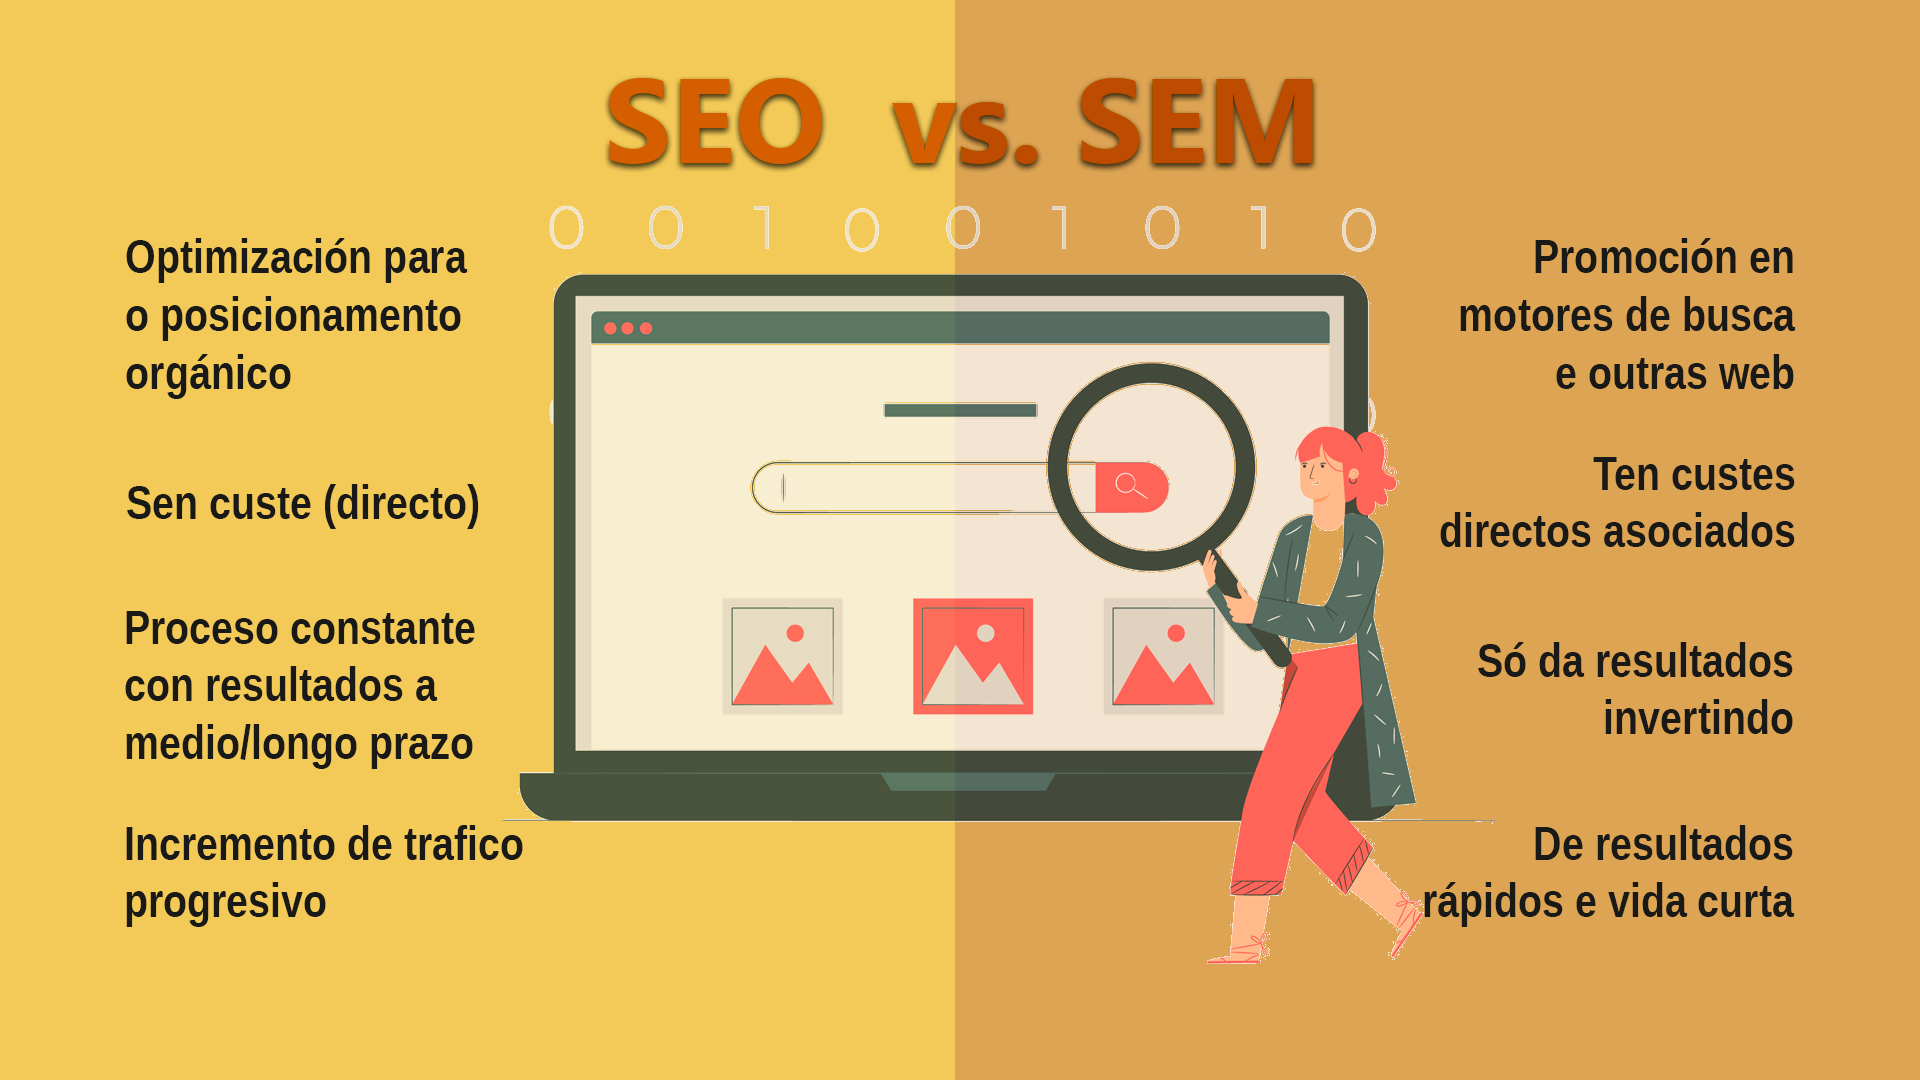 SEO vs. SEM
0 0 1 0 0 1 0 1 0
Optimización para
o posicionamento
orgánico
Sen custe (directo)
Proceso constante
con resultados a
medio/longo prazo
Incremento de trafico
progresivo
Promoción en
motores de busca
e outras web
Ten custes
directos asociados
Só da resultados
invertindo
De resultados
rápidos e vida curta